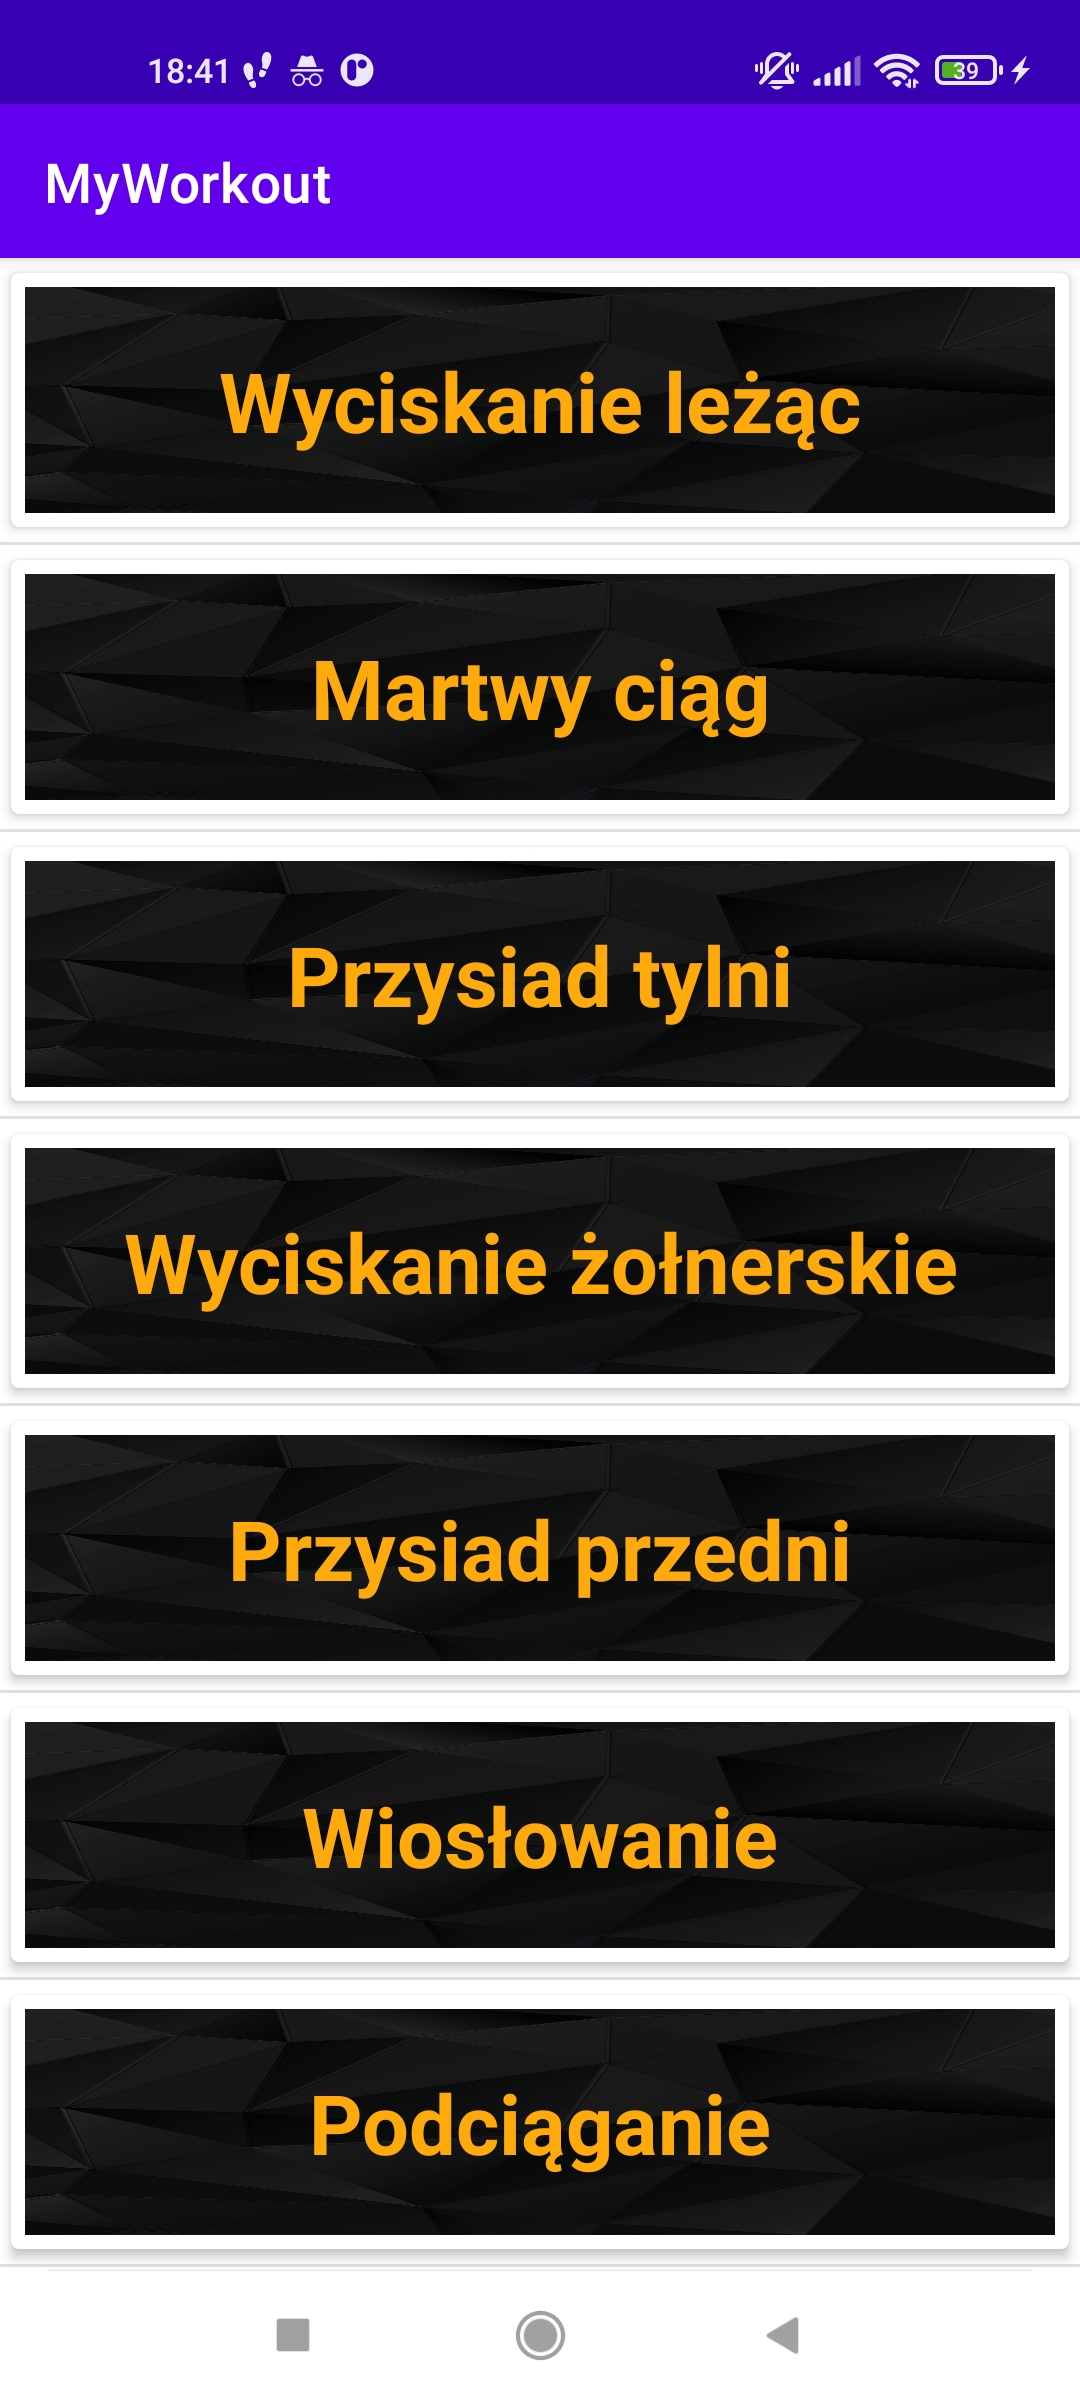 18:41
39
MyWorkout
Wyciskanie leżąc
Martwy ciąg
Przysiad tylni
Wyciskanie żołnerskie
Przysiad przedni
Wiosłowanie
Podciąganie